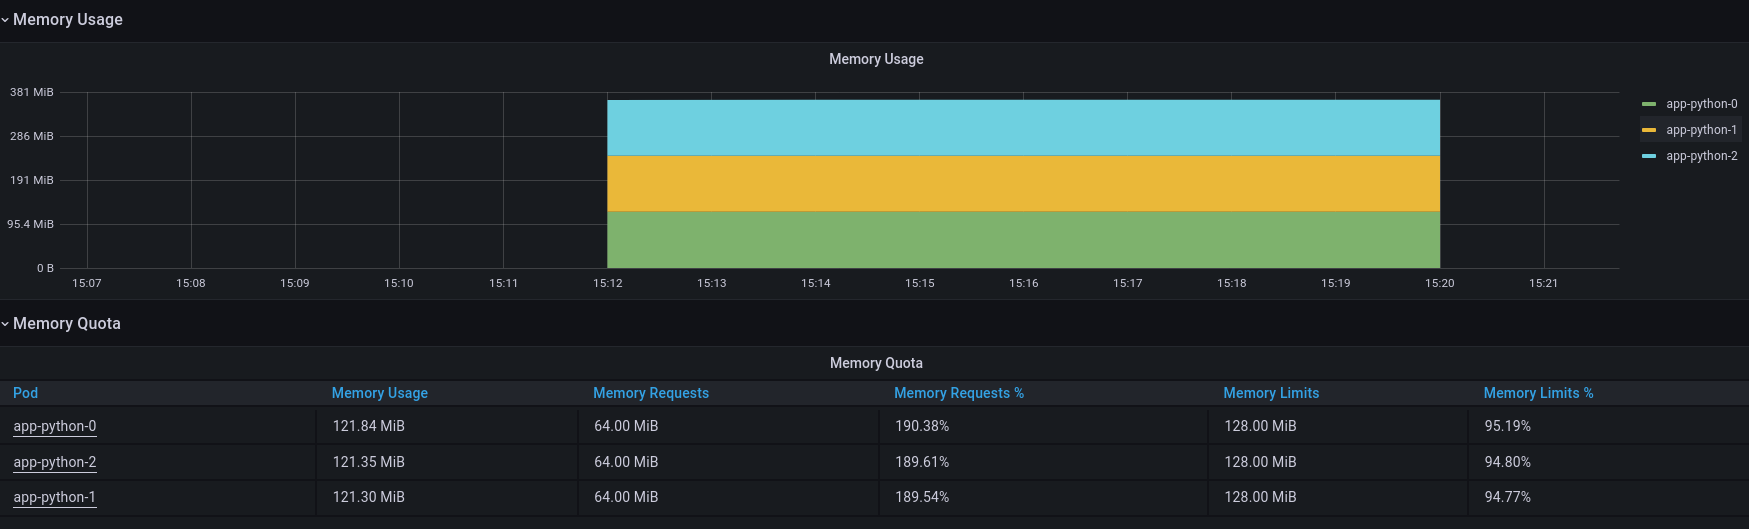 Memory Usage
Memory Usage
381 MiB
286 MiB
191 MiB
95.4 MiB
0 B
15:07 15:08 15:09 15:10 15:11 15:12 15:13 15:14 15:15 15:16 15:17 15:18 15:19 15:20 15:21
app-python-0
app-python-1
app-python-2
Memory Quota
Memory Quota
Pod Memory Usage Memory Requests Memory Requests % Memory Limits Memory Limits %
app-python-0 121.84 MiB 64.00 MiB 190.38% 128.00 MiB 95.19%
app-python-2 121.35 MiB 64.00 MiB 189.61% 128.00 MiB 94.80%
app-python-1 121.30 MiB 64.00 MiB 189.54% 128.00 MiB 94.77%